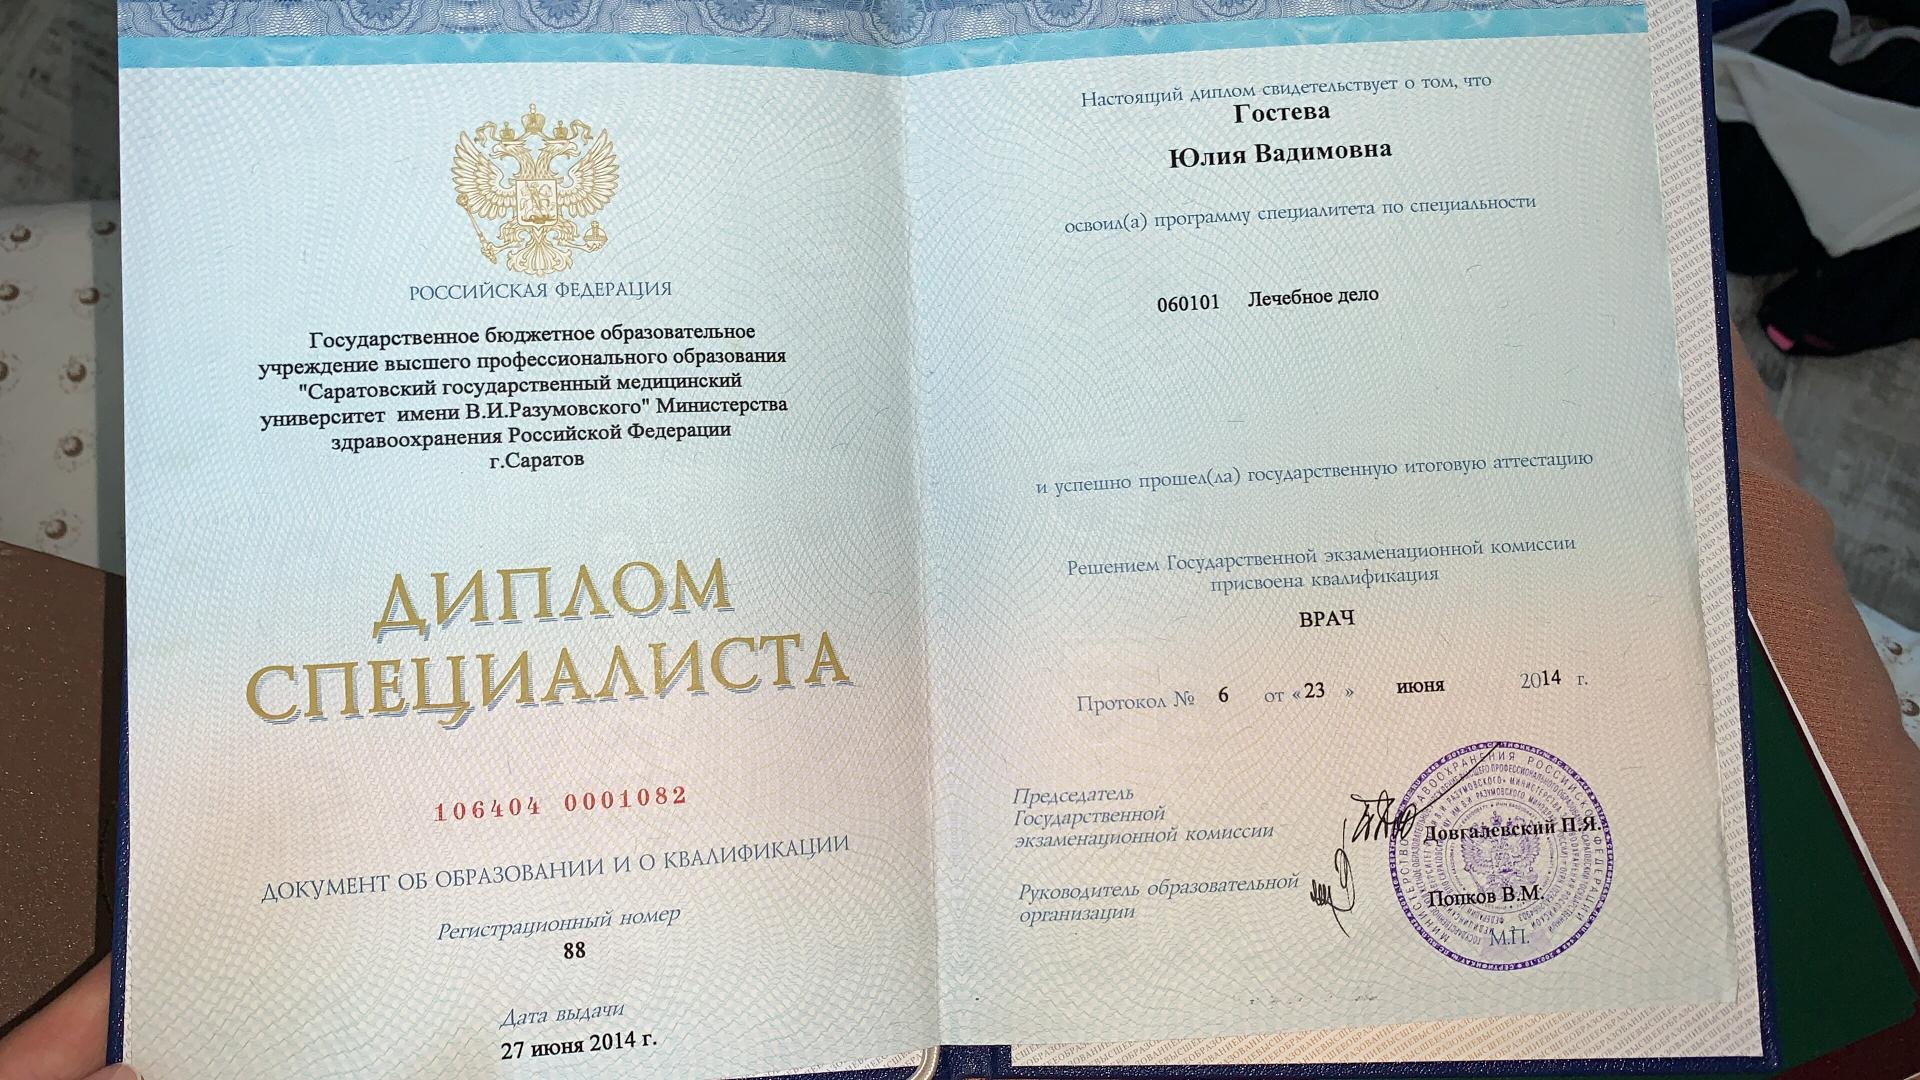 РОССИЙСКАЯ ФЕДЕРАЦИЯ
Государственное бюджетное образовательное
учреждение высшего профессионального образования
"Саратовский государственный медицинский
университет имени В.И.Разумовского" Министерства
здравоохранения Российской Федерации
г.Саратов
ДИПЛОМ
СПЕЦИАЛИСТА
106404 0001082
ДОКУМЕНТ ОБ ОБРАЗОВАНИИ И О КВАЛИФИКАЦИИ
Регистрационный номер
88
Дата выдачи
27 июня 2014 г.
Настоящий диплом свидетельствует о том, что
Гостева
Юлия Вадимовна
освоил(а) программу специалитета по специальности
060101 Лечебное дело
и успешно прошел(ла) государственную итоговую аттестацию
Решением Государственной экзаменационной комиссии
присвоена квалификация
ВРАЧ
Протокол № 6 от «23 » июня 2014 г.
Председатель
Государственной
экзаменационной комиссии
Довгалевский П.Я.
Руководитель образовательной
организации
Попков В.М.
М.П.